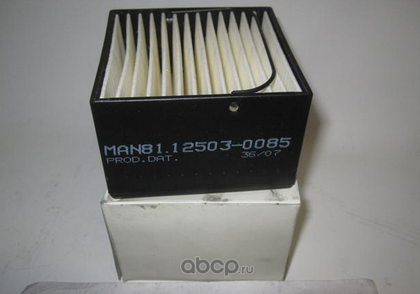 MAN81.12503-0085
PROD.DAT. 36/07
abcp.ru